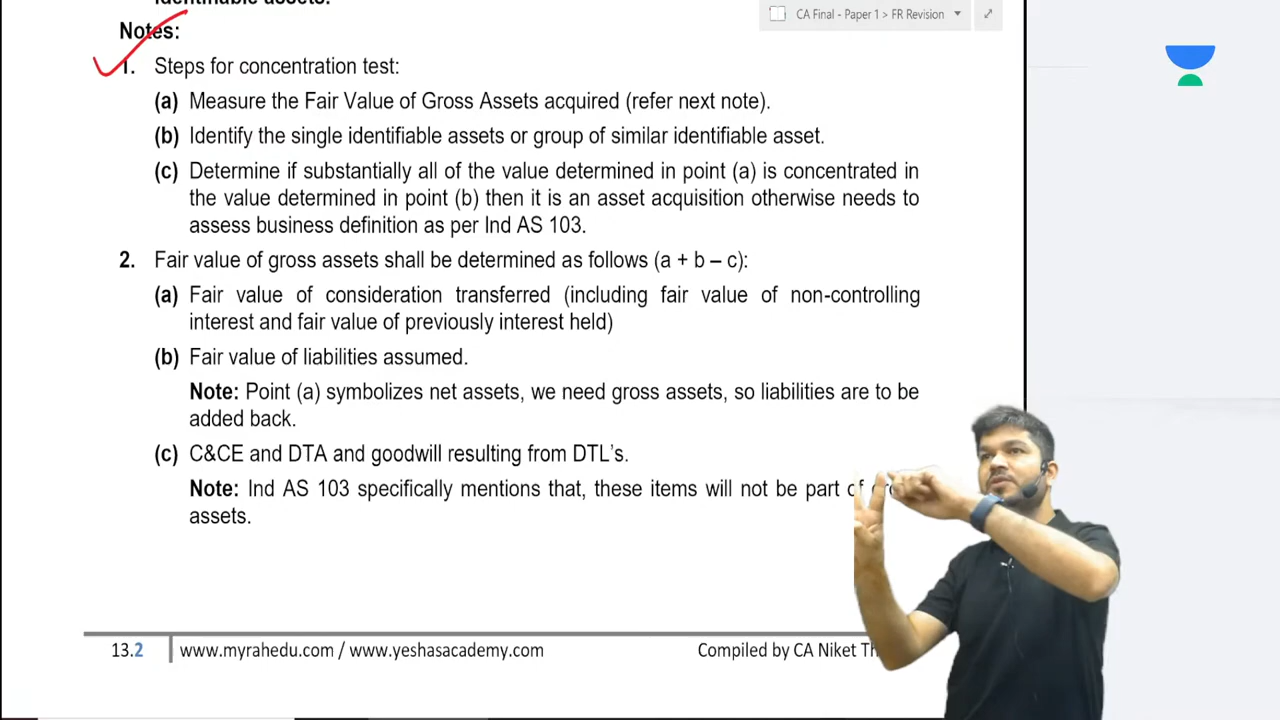 identifiable assets.
CA Final - Paper 1 > FR Revision
Notes:
1. Steps for concentration test:
(a) Measure the Fair Value of Gross Assets acquired (refer next note).
(b) Identify the single identifiable assets or group of similar identifiable asset.
(c) Determine if substantially all of the value determined in point (a) is concentrated in
the value determined in point (b) then it is an asset acquisition otherwise needs to
assess business definition as per Ind AS 103.
2. Fair value of gross assets shall be determined as follows (a + b – c):
(a) Fair value of consideration transferred (including fair value of non-controlling
interest and fair value of previously interest held)
(b) Fair value of liabilities assumed.
Note: Point (a) symbolizes net assets, we need gross assets, so liabilities are to be
added back.
(c) C&CE and DTA and goodwill resulting from DTL's.
Note: Ind AS 103 specifically mentions that, these items will not be part of
assets.
13.2 www.myrahedu.com / www.yeshasacademy.com Compiled by CA Niket